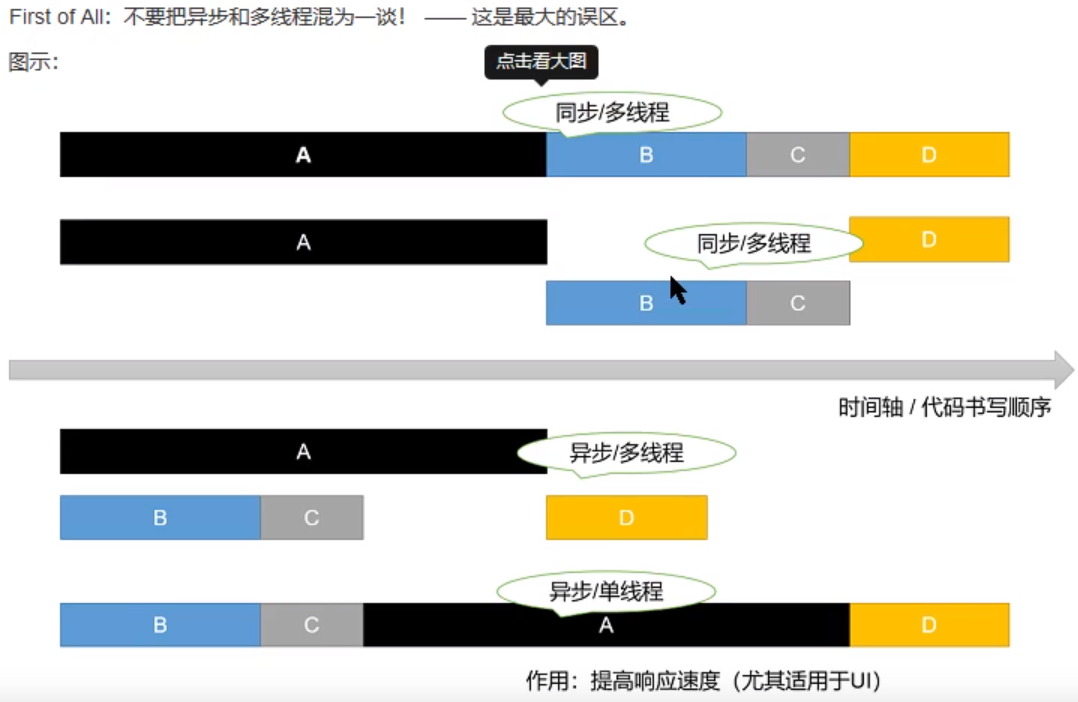 First of All：不要把异步和多线程混为一谈！ —— 这是最大的误区。
图示：
点击看大图
同步/多线程
A B C D
A 同步/多线程 D
B C
时间轴 / 代码书写顺序
A 异步/多线程
B C D
异步/单线程
B C A D
作用：提高响应速度（尤其适用于UI）